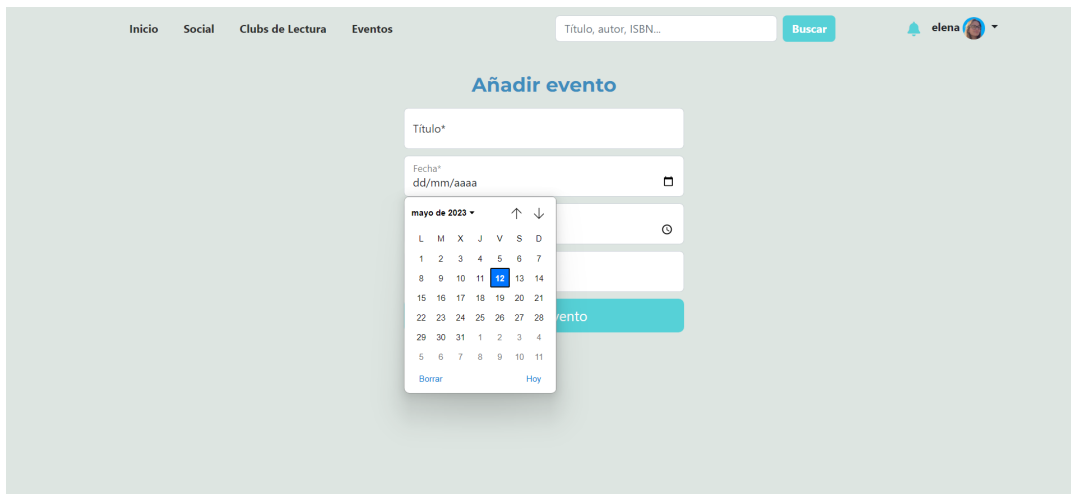 Inicio Social Clubs de Lectura Eventos Título, autor, ISBN... Buscar elena
Añadir evento
Título*
Fecha*
dd/mm/aaaa
mayo de 2023
L M X J V S D
1 2 3 4 5 6 7
8 9 10 11 12 13 14
15 16 17 18 19 20 21
22 23 24 25 26 27 28
29 30 31 1 2 3 4
5 6 7 8 9 10 11
Borrar Hoy